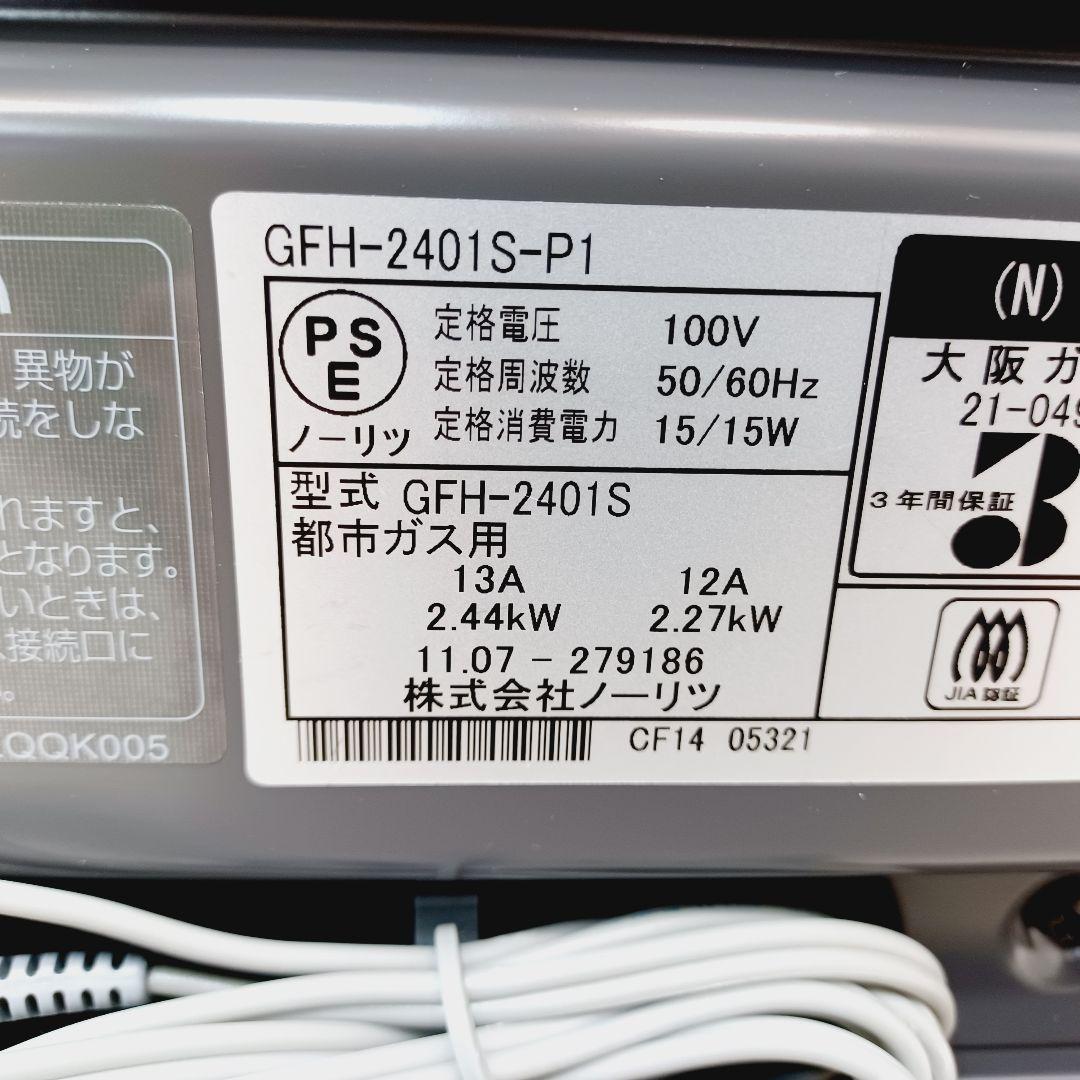 異物が
続をしな
れますと、
となります。
いときは、
接続口に
。
QQK005
GFH-2401S-P1
PSE
ノーリツ
定格電圧 100V
定格周波数 50/60Hz
定格消費電力 15/15W
型式 GFH-2401S
都市ガス用
13A 12A
2.44kW 2.27kW
11.07 - 279186
株式会社ノーリツ
CF14 05321
(N)
大阪ガ
21-049
3年間保証
JIA 認証